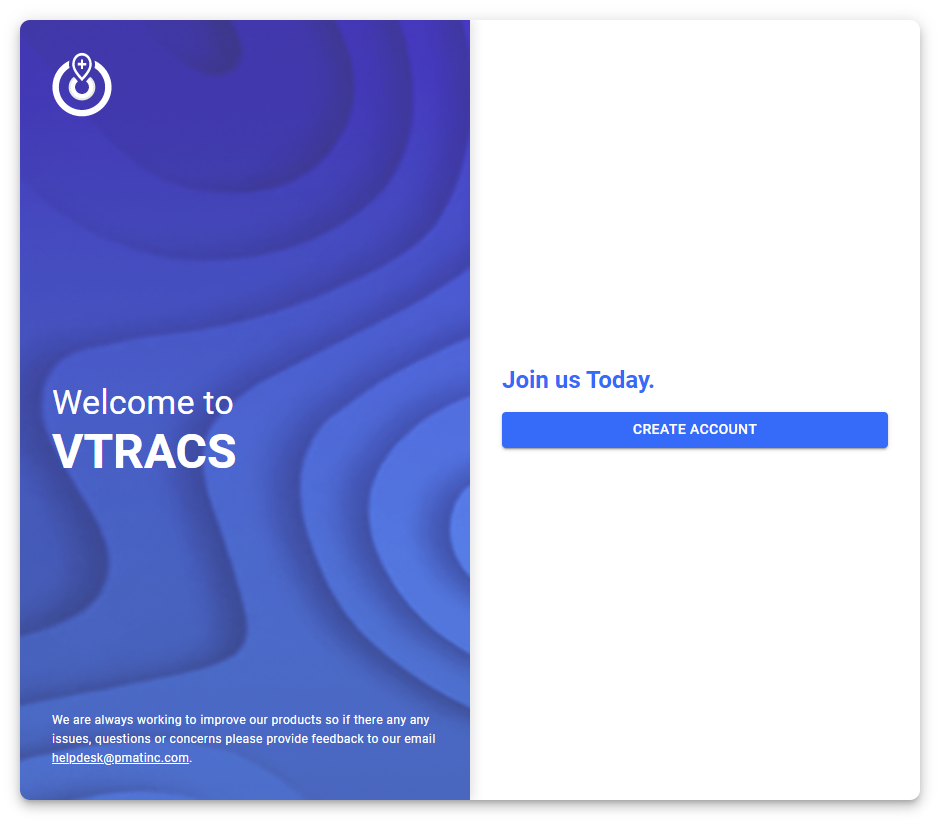 Welcome to
VTRACS
We are always working to improve our products so if there any any
issues, questions or concerns please provide feedback to our email
helpdesk@pmatinc.com.
Join us Today.
CREATE ACCOUNT